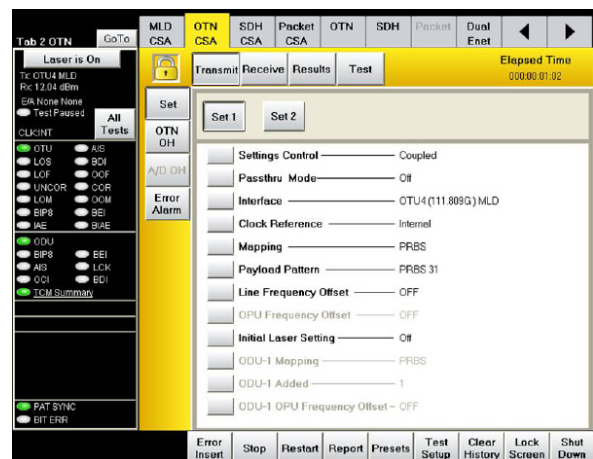 Tab 2 OTN GoTo
MLD CSA
OTN CSA
SDH CSA
Packet CSA
OTN
SDH
Packet
Dual Enet
Laser is On
Tx: OTU4 MLD
Rx: 12.04 dBm
E/A: None None
Test Paused
All Tests
CLK:INT
OTU AIS
LOS BDI
LOF OOF
UNCOR COR
LOM OOM
BIP8 BEI
IAE BIAE
ODU
BIP8 BEI
AIS LCK
OCI BDI
TCM Summary
PAT SYNC
BIT ERR
Transmit Receive Results Test
Elapsed Time
000:00:01:02
Set
OTN OH
A/D OH
Error Alarm
Set 1 Set 2
Settings Control Coupled
Passthru Mode Off
Interface OTU4 (111.809G) MLD
Clock Reference Internal
Mapping PRBS
Payload Pattern PRBS 31
Line Frequency Offset OFF
OPU Frequency Offset OFF
Initial Laser Setting Off
ODU-1 Mapping PRBS
ODU-1 Added 1
ODU-1 OPU Frequency Offset OFF
Error Insert
Stop
Restart
Report
Presets
Test Setup
Clear History
Lock Screen
Shut Down